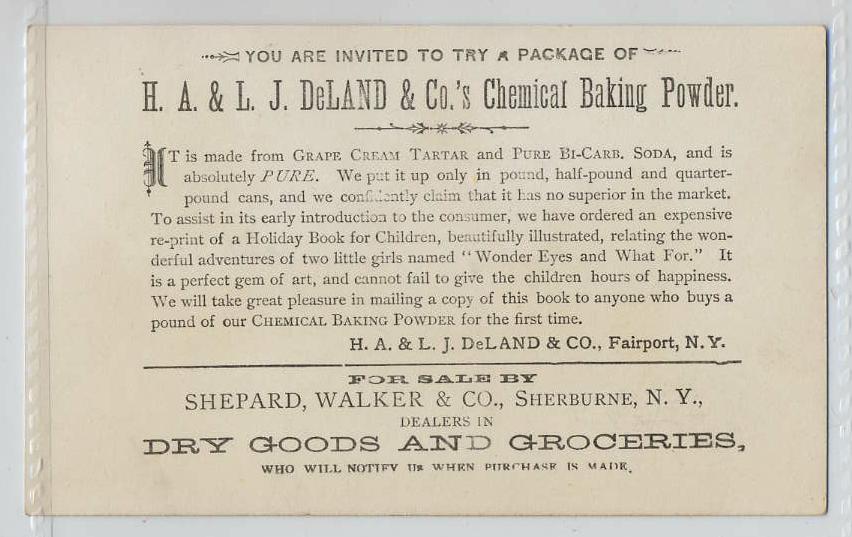 YOU ARE INVITED TO TRY A PACKAGE OF
H. A. & L. J. DeLAND & Co.'s Chemical Baking Powder.
IT is made from GRAPE CREAM TARTAR and PURE BI-CARB. SODA, and is
absolutely PURE. We put it up only in pound, half-pound and quarter-
pound cans, and we confidently claim that it has no superior in the market.
To assist in its early introduction to the consumer, we have ordered an expensive
re-print of a Holiday Book for Children, beautifully illustrated, relating the won-
derful adventures of two little girls named "Wonder Eyes and What For." It
is a perfect gem of art, and cannot fail to give the children hours of happiness.
We will take great pleasure in mailing a copy of this book to anyone who buys a
pound of our CHEMICAL BAKING POWDER for the first time.
H. A. & L. J. DeLAND & CO., Fairport, N.Y.
FOR SALE BY
SHEPARD, WALKER & CO., SHERBURNE, N. Y.,
DEALERS IN
DRY GOODS AND GROCERIES,
WHO WILL NOTIFY US WHEN PURCHASE IS MADE.